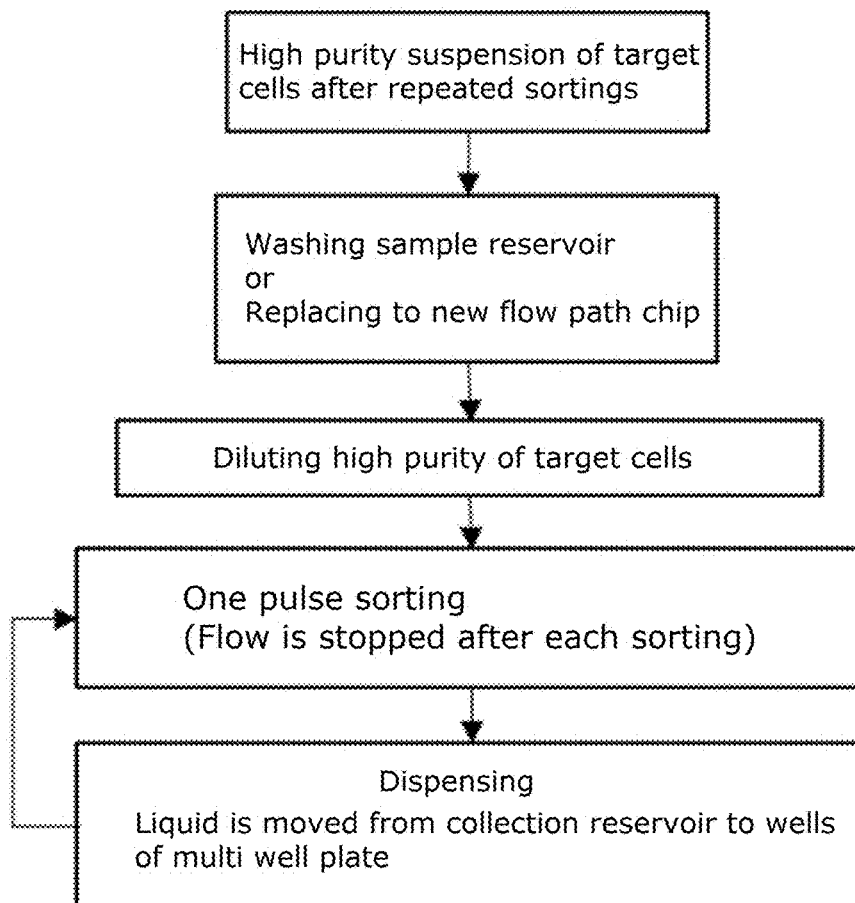 High purity suspension of target
cells after repeated sortings
Washing sample reservoir
or
Replacing to new flow path chip
Diluting high purity of target cells
One pulse sorting
(Flow is stopped after each sorting)
Dispensing
Liquid is moved from collection reservoir to wells
of multi well plate